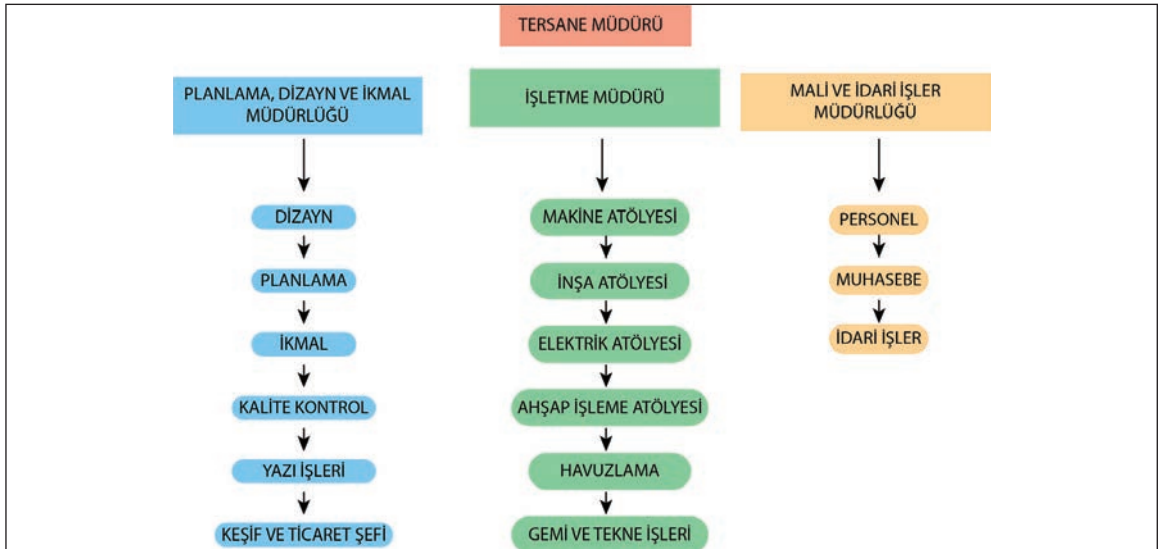 TERSANE MÜDÜRÜ
PLANLAMA, DİZAYN VE İKMAL
MÜDÜRLÜĞÜ
DİZAYN
PLANLAMA
İKMAL
KALİTE KONTROL
YAZI İŞLERİ
KEŞİF VE TİCARET ŞEFİ
İŞLETME MÜDÜRÜ
MAKİNE ATÖLYESİ
İNŞA ATÖLYESİ
ELEKTRİK ATÖLYESİ
AHŞAP İŞLEME ATÖLYESİ
HAVUZLAMA
GEMİ VE TEKNE İŞLERİ
MALİ VE İDARİ İŞLER
MÜDÜRLÜĞÜ
PERSONEL
MUHASEBE
İDARİ İŞLER